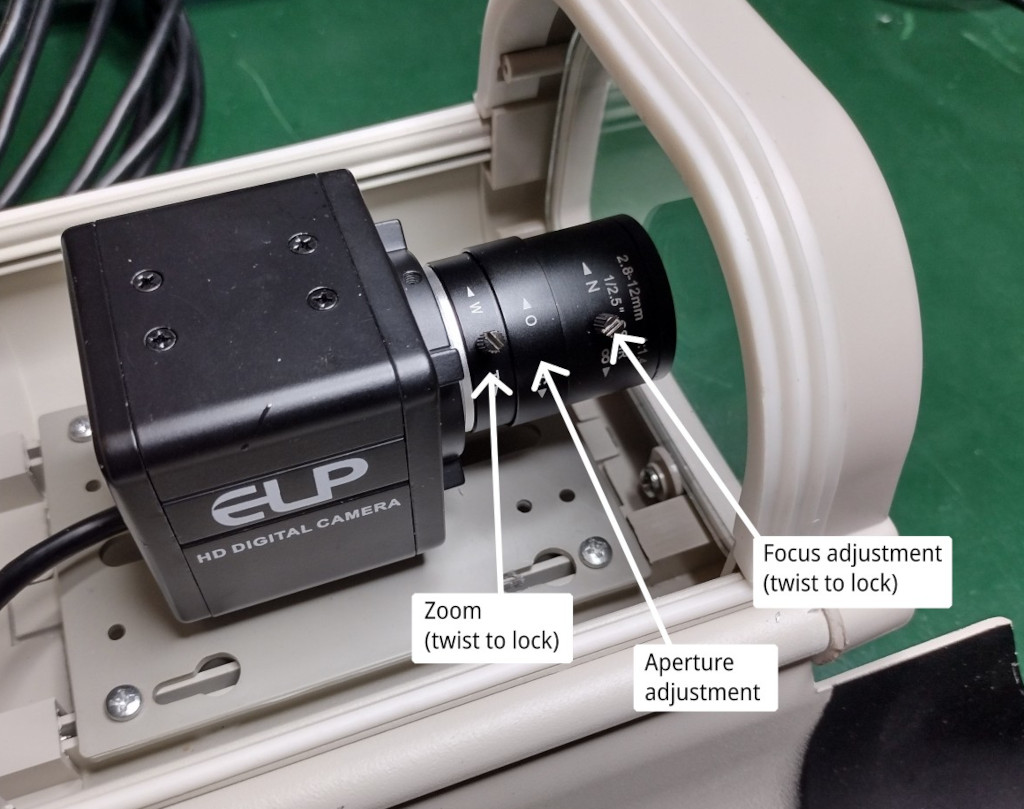 2.8-12mm
1/2.5"
W
O
N
∞
ELP
HD DIGITAL CAMERA
Focus adjustment
(twist to lock)
Zoom
(twist to lock)
Aperture
adjustment